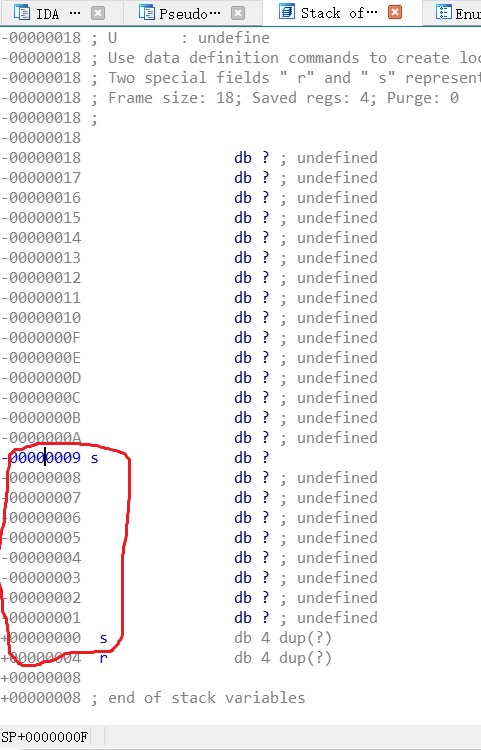 IDA ... Pseudo... Stack of... Enu
-00000018 ; U : undefine
-00000018 ; Use data definition commands to create loc
-00000018 ; Two special fields " r" and " s" represent
-00000018 ; Frame size: 18; Saved regs: 4; Purge: 0
-00000018 ;
-00000018
-00000018 db ? ; undefined
-00000017 db ? ; undefined
-00000016 db ? ; undefined
-00000015 db ? ; undefined
-00000014 db ? ; undefined
-00000013 db ? ; undefined
-00000012 db ? ; undefined
-00000011 db ? ; undefined
-00000010 db ? ; undefined
-0000000F db ? ; undefined
-0000000E db ? ; undefined
-0000000D db ? ; undefined
-0000000C db ? ; undefined
-0000000B db ? ; undefined
-0000000A db ? ; undefined
-00000009 s db ?
-00000008 db ? ; undefined
-00000007 db ? ; undefined
-00000006 db ? ; undefined
-00000005 db ? ; undefined
-00000004 db ? ; undefined
-00000003 db ? ; undefined
-00000002 db ? ; undefined
-00000001 db ? ; undefined
+00000000 s db 4 dup(?)
+00000004 r db 4 dup(?)
+00000008
+00000008 ; end of stack variables
SP+0000000F